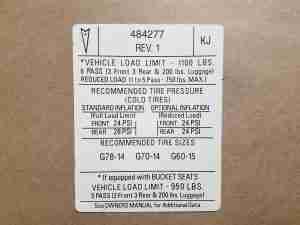 484277
REV. 1
KJ
*VEHICLE LOAD LIMIT - 1100 LBS.
6 PASS (3 Front 3 Rear & 200 lbs. Luggage)
REDUCED LOAD 11 to 5 PASS. (750 lbs. MAX.)
RECOMMENDED TIRE PRESSURE
(COLD TIRES)
STANDARD INFLATION OPTIONAL INFLATION
(Full Load Limit) (Reduced Load)
FRONT 24 PSI FRONT 24 PSI
REAR 28 PSI REAR 24 PSI
RECOMMENDED TIRE SIZES
G78-14 G70-14 G60-15
* If equipped with BUCKET SEATS
VEHICLE LOAD LIMIT - 950 LBS.
5 PASS (2 Front 3 Rear & 200 lbs. Luggage)
See OWNERS MANUAL for Additional Data